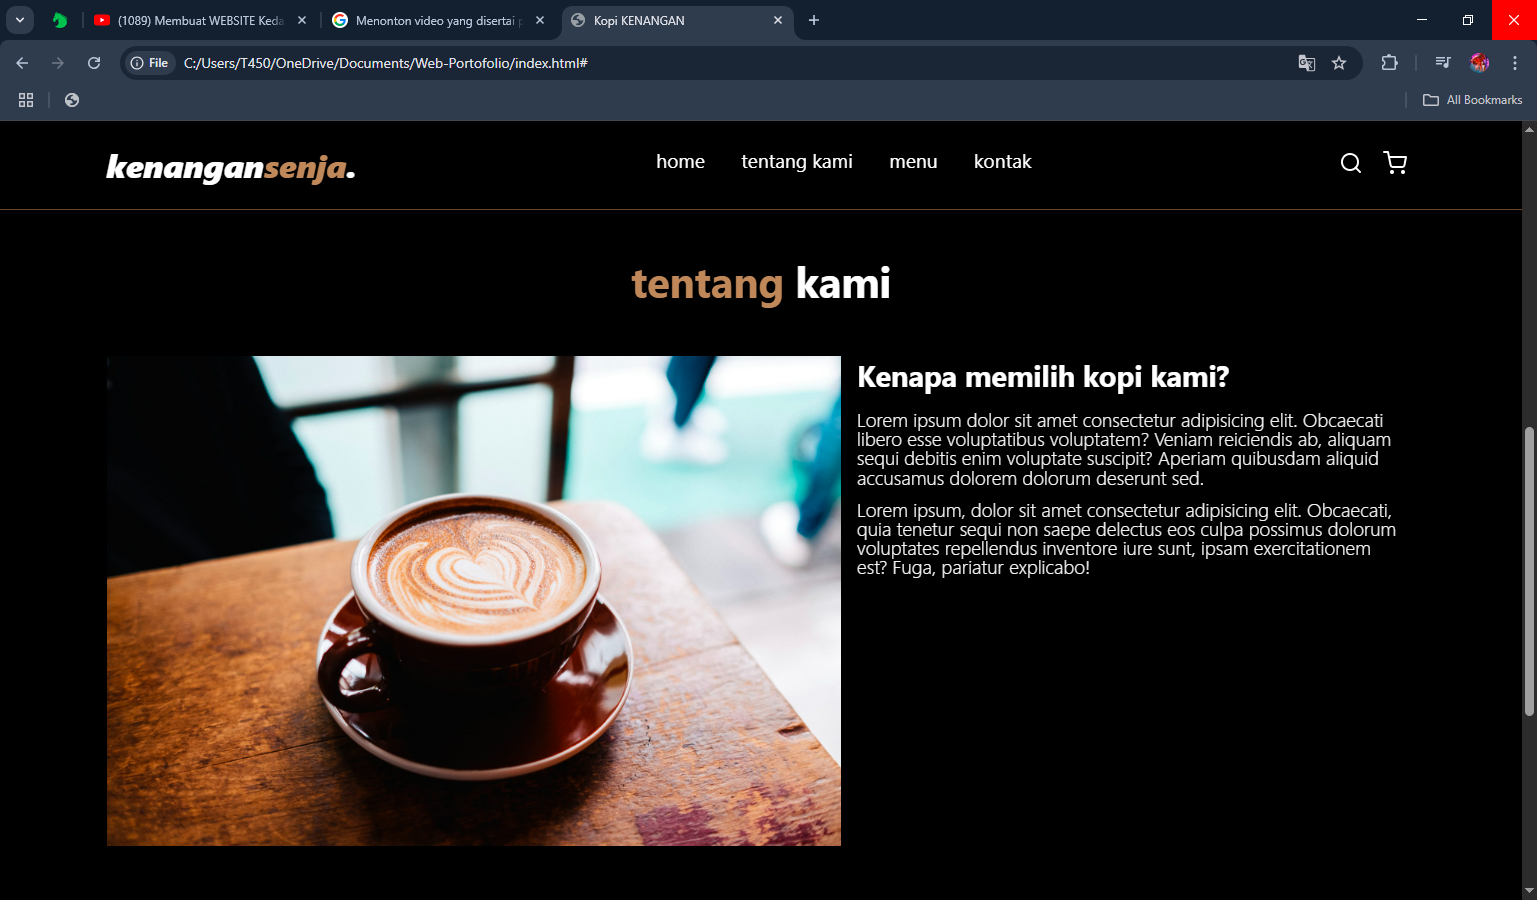 (1089) Membuat WEBSITE Keda
Menonton video yang disertai
Kopi KENANGAN
File
C:/Users/T450/OneDrive/Documents/Web-Portofolio/index.html#
All Bookmarks
kenangansenja.
home
tentang kami
menu
kontak
tentang kami
Kenapa memilih kopi kami?
Lorem ipsum dolor sit amet consectetur adipisicing elit. Obcaecati
libero esse voluptatibus voluptatem? Veniam reiciendis ab, aliquam
sequi debitis enim voluptate suscipit? Aperiam quibusdam aliquid
accusamus dolorem dolorum deserunt sed.
Lorem ipsum, dolor sit amet consectetur adipisicing elit. Obcaecati,
quia tenetur sequi non saepe delectus eos culpa possimus dolorum
voluptates repellendus inventore iure sunt, ipsam exercitationem
est? Fuga, pariatur explicabo!